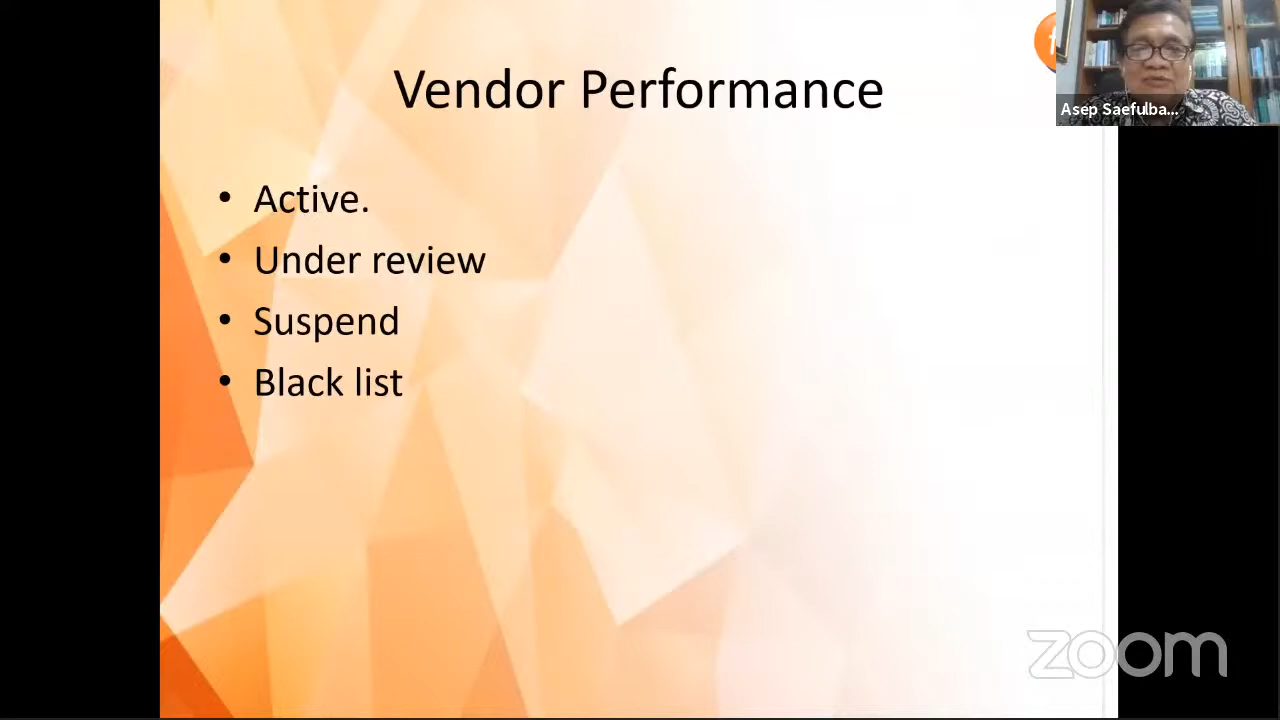 Vendor Performance
Asep Saefulba...
• Active.
• Under review
• Suspend
• Black list
zoom